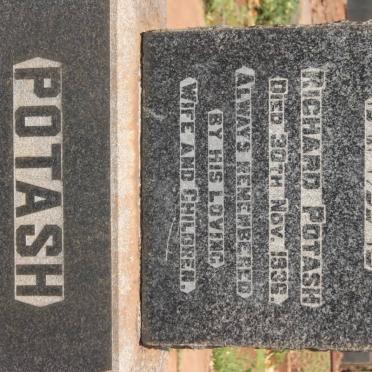 RICHARD POTASH
DIED 30TH NOV. 1936.
ALWAYS REMEMBERED
BY HIS LOVING
WIFE AND CHILDREN.
POTASH